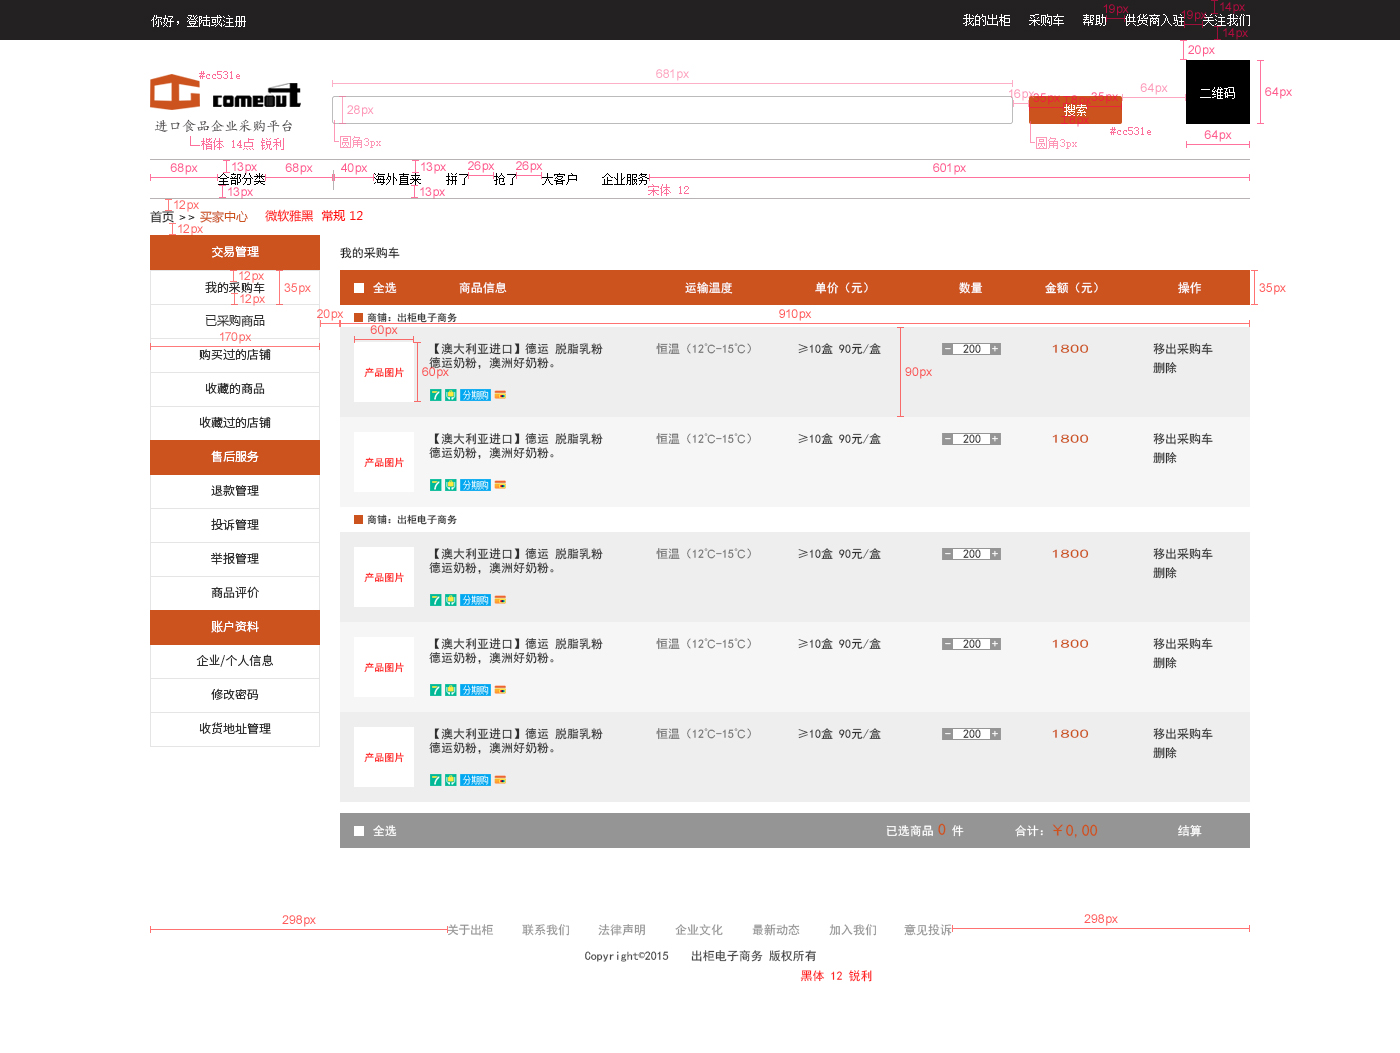 你好，登陆或注册
我的出柜 采购车 帮助 供货商入驻 关注我们
19px 19px 14px 14px
20px
#cc531e
comeout
进口食品企业采购平台
楷体 14点 锐利
681px
28px
圆角3px
16px 35px 35px 64px
搜索
#cc531e
圆角3px
二维码
64px
64px
68px 13px 68px 40px 13px 26px 26px 601px
全部分类 海外直采 拼了 抢了 大客户 企业服务
13px 13px 宋体 12
12px
首页 >> 买家中心 微软雅黑 常规 12
12px
交易管理
12px
我的采购车 35px
12px
已采购商品
170px
购买过的店铺
收藏的商品
收藏过的店铺
售后服务
退款管理
投诉管理
举报管理
商品评价
账户资料
企业/个人信息
修改密码
收货地址管理
我的采购车
全选 商品信息 运输温度 单价（元） 数量 金额（元） 操作 35px
20px 商铺：出柜电子商务 910px
60px
【澳大利亚进口】德运 脱脂乳粉 恒温（12℃-15℃） ≥10盒 90元/盒 - 200 + 1800 移出采购车
德运奶粉，澳洲好奶粉。 删除
产品图片 60px 90px
7 分期购
【澳大利亚进口】德运 脱脂乳粉 恒温（12℃-15℃） ≥10盒 90元/盒 - 200 + 1800 移出采购车
德运奶粉，澳洲好奶粉。 删除
产品图片
7 分期购
商铺：出柜电子商务
【澳大利亚进口】德运 脱脂乳粉 恒温（12℃-15℃） ≥10盒 90元/盒 - 200 + 1800 移出采购车
德运奶粉，澳洲好奶粉。 删除
产品图片
7 分期购
【澳大利亚进口】德运 脱脂乳粉 恒温（12℃-15℃） ≥10盒 90元/盒 - 200 + 1800 移出采购车
德运奶粉，澳洲好奶粉。 删除
产品图片
7 分期购
【澳大利亚进口】德运 脱脂乳粉 恒温（12℃-15℃） ≥10盒 90元/盒 - 200 + 1800 移出采购车
德运奶粉，澳洲好奶粉。 删除
产品图片
7 分期购
全选 已选商品 0 件 合计：￥0.00 结算
298px 298px
关于出柜 联系我们 法律声明 企业文化 最新动态 加入我们 意见投诉
Copyright©2015 出柜电子商务 版权所有
黑体 12 锐利